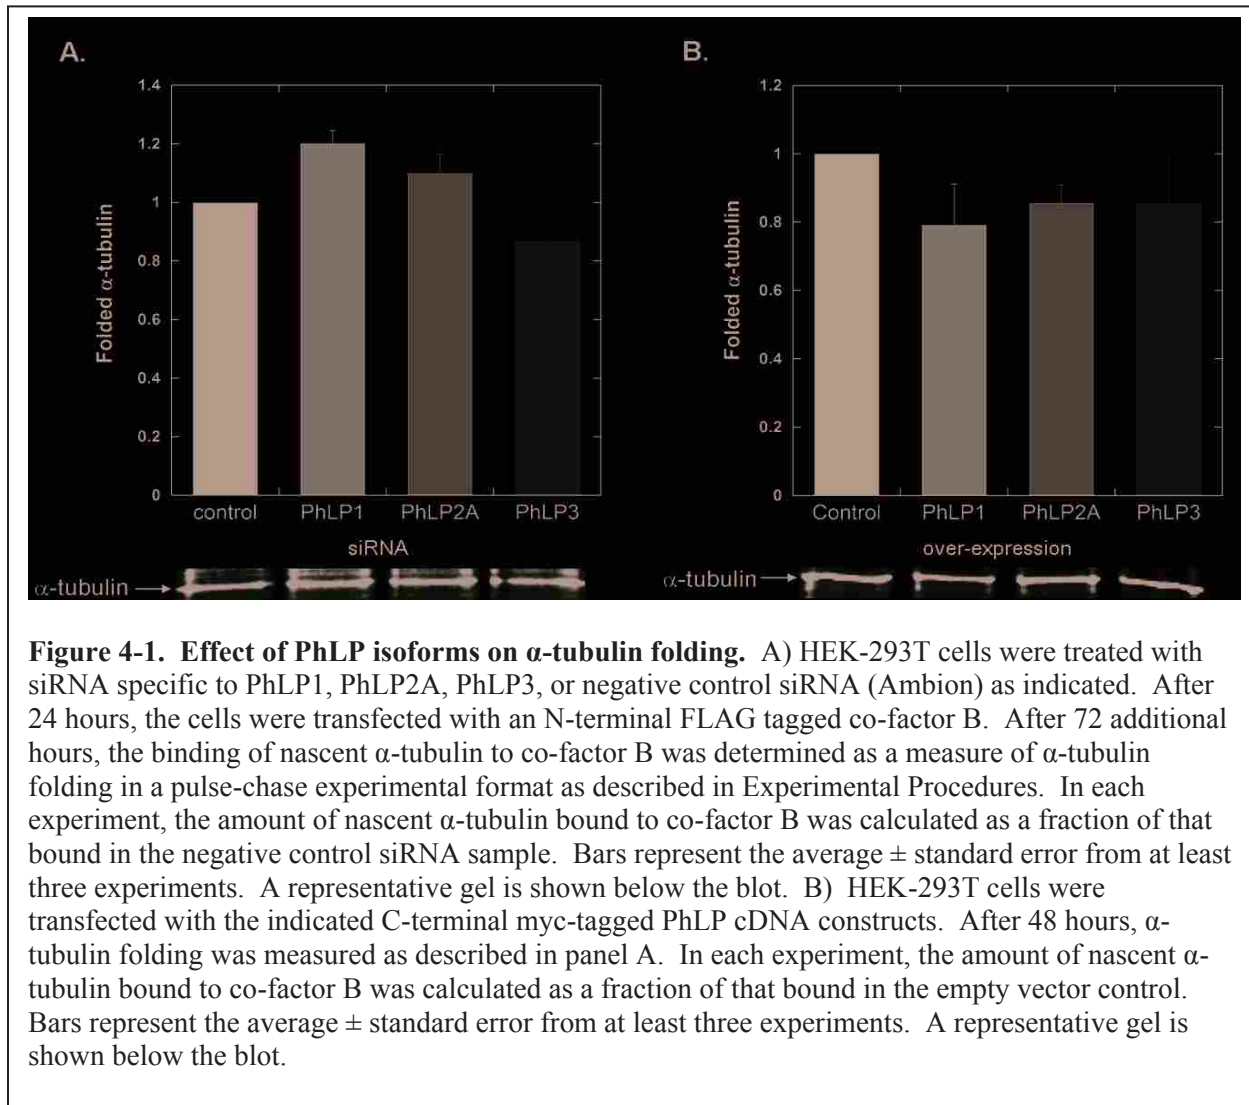 A.
1.4
1.2
1
0.8
0.6
0.4
0.2
0
Folded α-tubulin
control PhLP1 PhLP2A PhLP3
siRNA
α-tubulin
B.
1.2
1
0.8
0.6
0.4
0.2
0
Folded α-tubulin
Control PhLP1 PhLP2A PhLP3
over-expression
α-tubulin
Figure 4-1. Effect of PhLP isoforms on α-tubulin folding. A) HEK-293T cells were treated with
siRNA specific to PhLP1, PhLP2A, PhLP3, or negative control siRNA (Ambion) as indicated. After
24 hours, the cells were transfected with an N-terminal FLAG tagged co-factor B. After 72 additional
hours, the binding of nascent α-tubulin to co-factor B was determined as a measure of α-tubulin
folding in a pulse-chase experimental format as described in Experimental Procedures. In each
experiment, the amount of nascent α-tubulin bound to co-factor B was calculated as a fraction of that
bound in the negative control siRNA sample. Bars represent the average ± standard error from at least
three experiments. A representative gel is shown below the blot. B) HEK-293T cells were
transfected with the indicated C-terminal myc-tagged PhLP cDNA constructs. After 48 hours, α-
tubulin folding was measured as described in panel A. In each experiment, the amount of nascent α-
tubulin bound to co-factor B was calculated as a fraction of that bound in the empty vector control.
Bars represent the average ± standard error from at least three experiments. A representative gel is
shown below the blot.